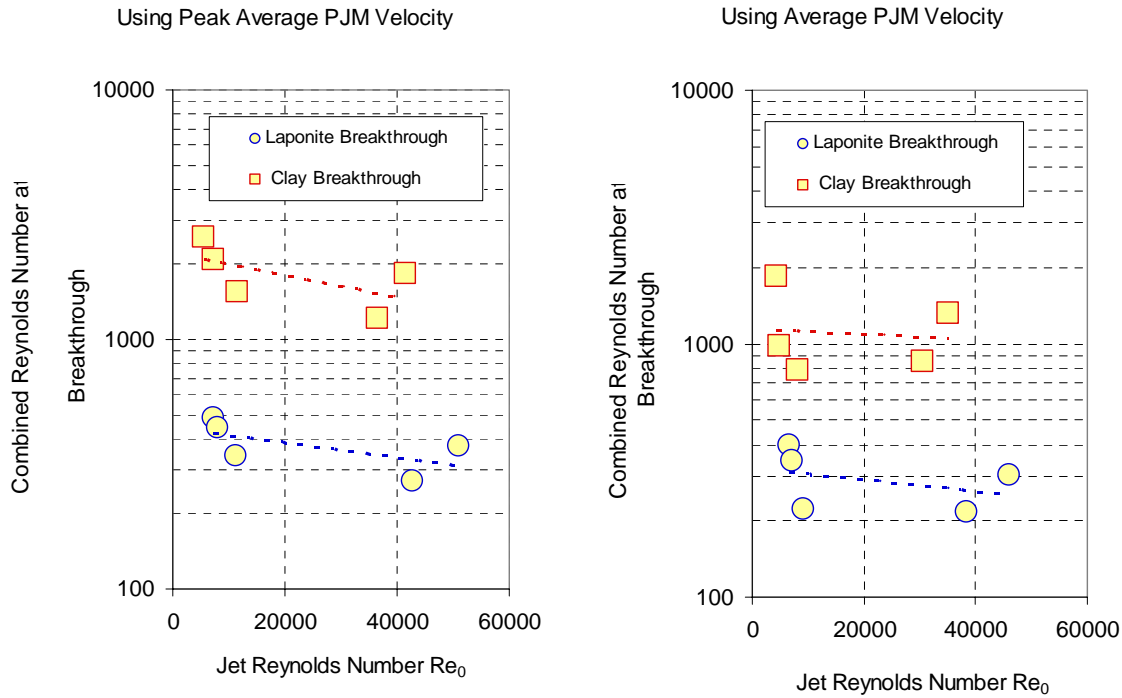 Using Peak Average PJM Velocity
10000
1000
100
Combined Reynolds Number at
Breakthrough
Laponite Breakthrough
Clay Breakthrough
0 20000 40000 60000
Jet Reynolds Number Re0
Using Average PJM Velocity
10000
1000
100
Combined Reynolds Number at
Breakthrough
Laponite Breakthrough
Clay Breakthrough
0 20000 40000 60000
Jet Reynolds Number Re0